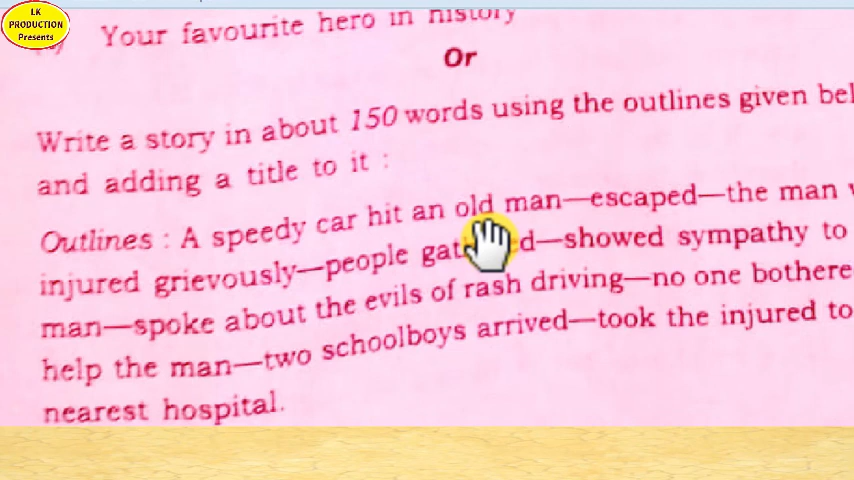 LK
PRODUCTION
Presents
Your favourite hero in history
Or
Write a story in about 150 words using the outlines given
and adding a title to it :
Outlines : A speedy car hit an old man—escaped—the man
injured grievously—people —showed sympathy to
man—spoke about the evils of rash driving—no one
help the man—two schoolboys arrived—took the injured to
nearest hospital.